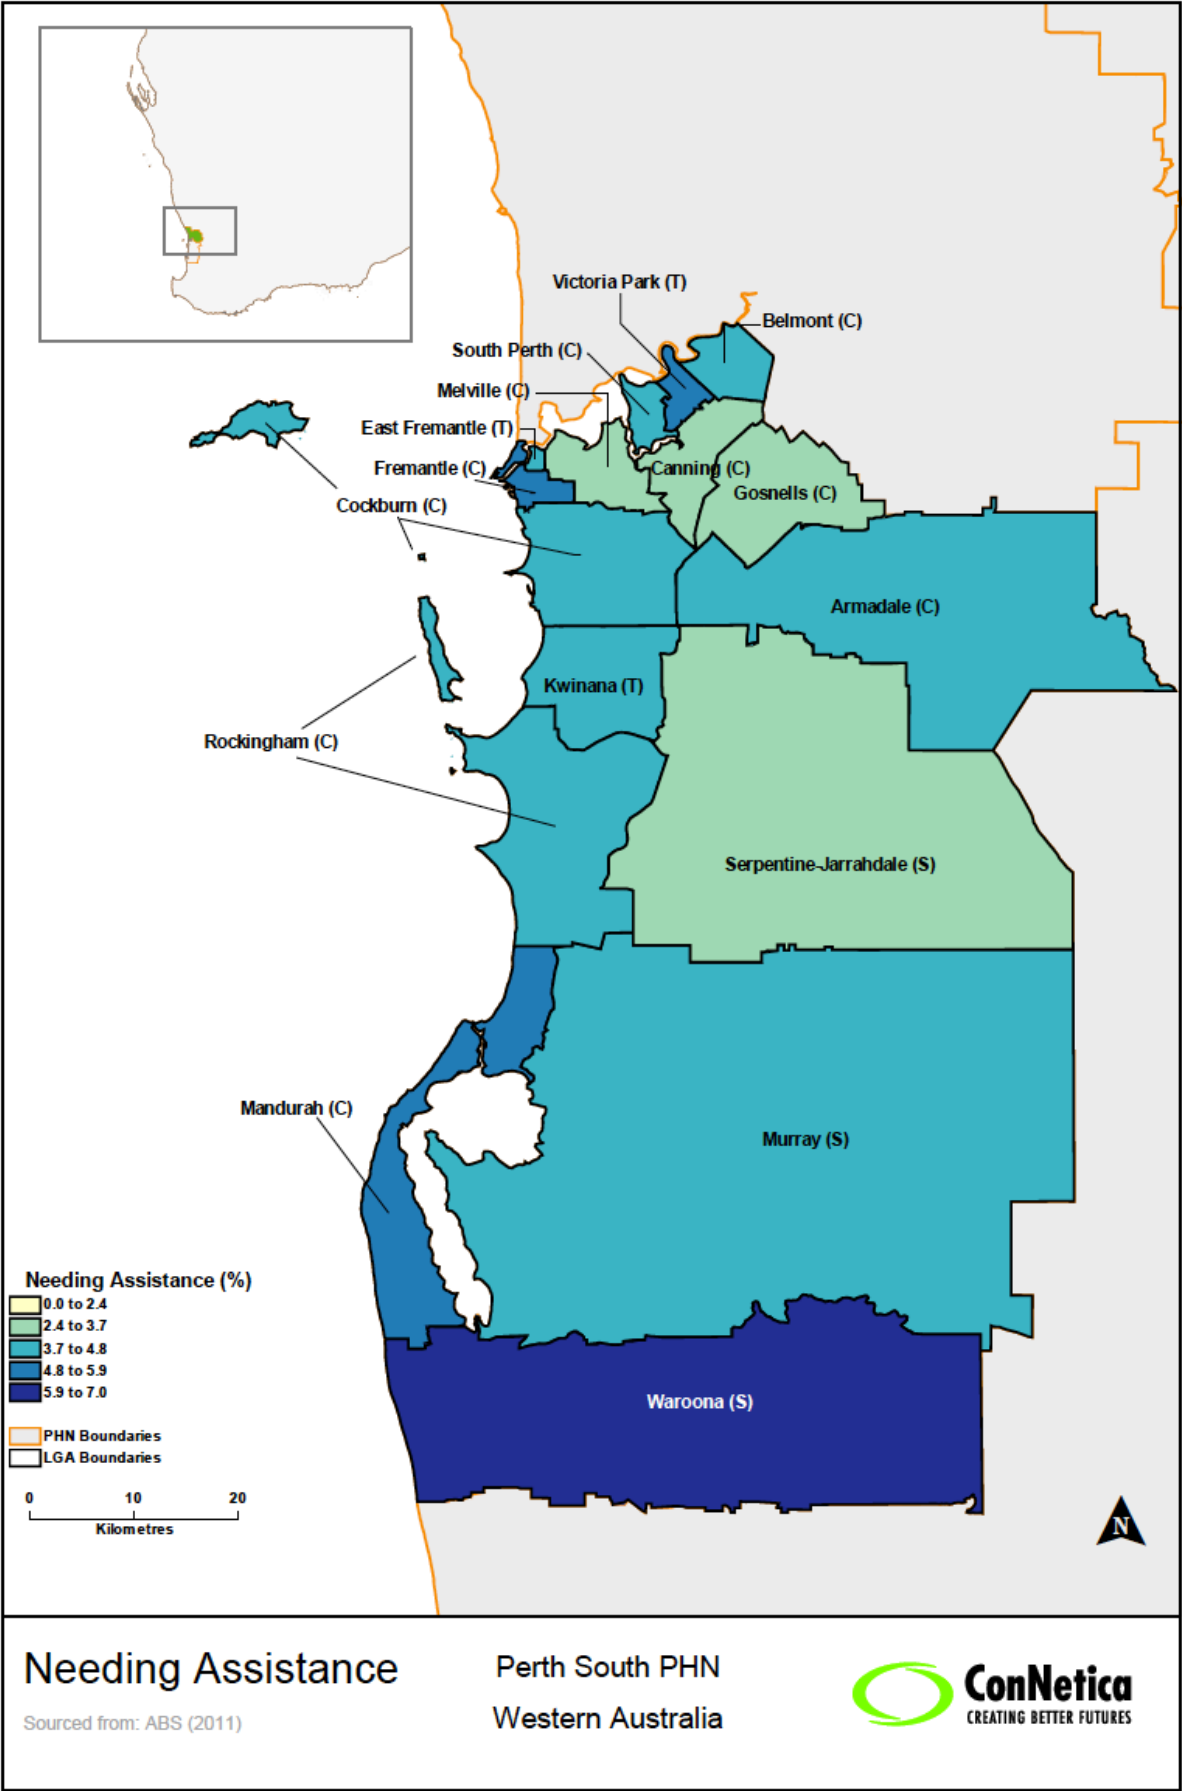 Victoria Park (T)
Belmont (C)
South Perth (C)
Melville (C)
East Fremantle (T)
Fremantle (C)
Canning (C)
Gosnells (C)
Cockburn (C)
Armadale (C)
Kwinana (T)
Rockingham (C)
Serpentine-Jarrahdale (S)
Mandurah (C)
Murray (S)
Waroona (S)
Needing Assistance (%)
0.0 to 2.4
2.4 to 3.7
3.7 to 4.8
4.8 to 5.9
5.9 to 7.0
PHN Boundaries
LGA Boundaries
0 10 20
Kilometres
N
Needing Assistance
Sourced from: ABS (2011)
Perth South PHN
Western Australia
ConNetica
CREATING BETTER FUTURES